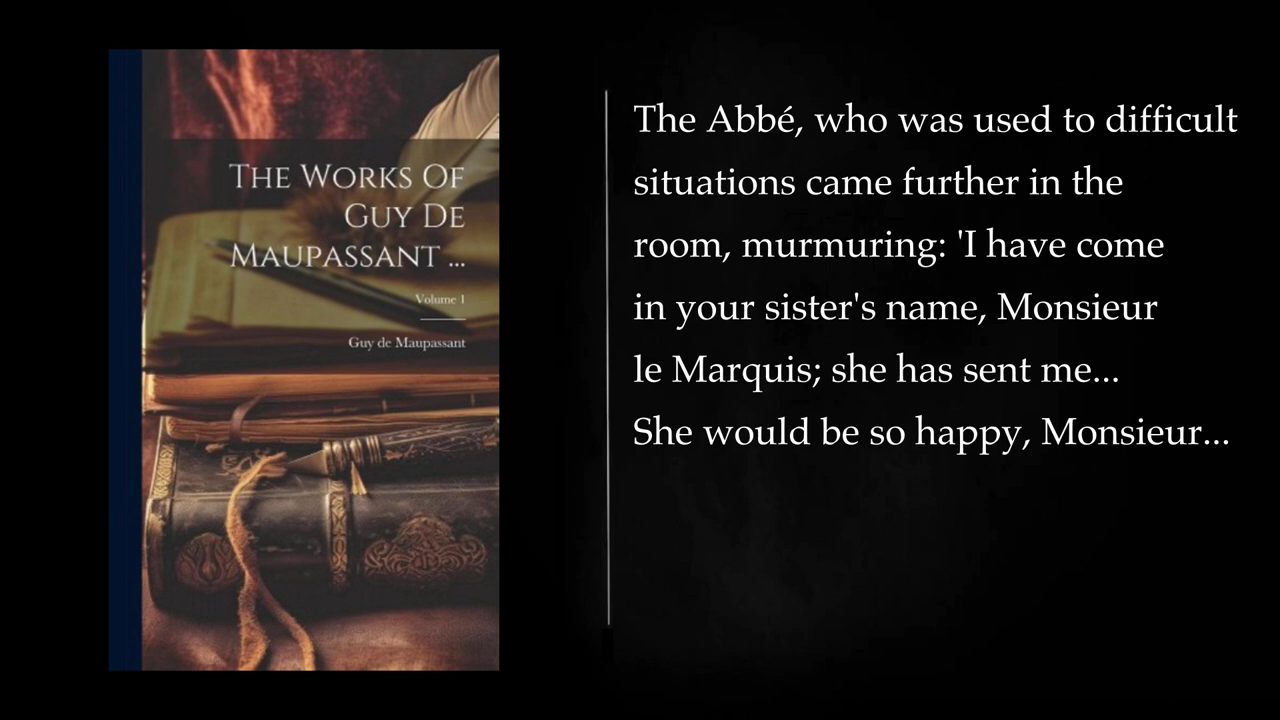 THE WORKS OF
GUY DE
MAUPASSANT ...
Volume 1
Guy de Maupassant
The Abbé, who was used to difficult
situations came further in the
room, murmuring: 'I have come
in your sister's name, Monsieur
le Marquis; she has sent me...
She would be so happy, Monsieur...